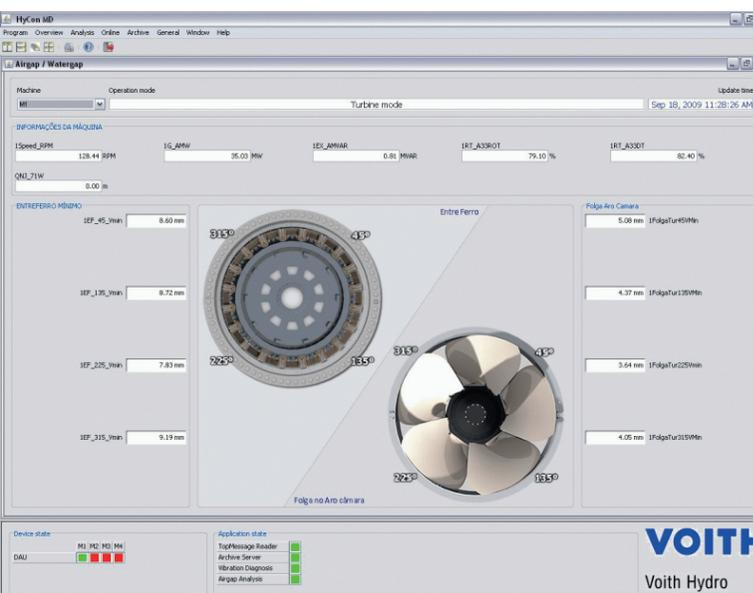 HyCon MD
Program Overview Analysis Online Archive General Window Help
Airgap / Watergap
Machine Operation mode Update time
M1 Turbine mode Sep 18, 2009 11:28:26 AM
INFORMAÇÕES DA MÁQUINA
1Speed_RPM 1G_AMW 1EX_AMVAR 1RT_A33ROT 1RT_A33DT
128.44 RPM 35.03 MW 0.81 MVAR 79.10 % 82.40 %
QNJ_71W
0.00 m
ENTREFERRO MÍNIMO
1EF_45_Vmin 8.60 mm
1EF_135_Vmin 8.72 mm
1EF_225_Vmin 7.83 mm
1EF_315_Vmin 9.19 mm
Entre Ferro
315º 45º
225º 135º
315º 45º
225º 135º
Folga no Aro câmara
Folga Aro Camara
5.08 mm 1FolgaTur45VMin
4.37 mm 1FolgaTur135VMin
3.64 mm 1FolgaTur225Vmin
4.05 mm 1FolgaTur315VMin
Device state
M1 M2 M3 M4
DAU
Application state
TopMessage Reader
Archive Server
Vibration Diagnosis
Airgap Analysis
VOITH
Voith Hydro